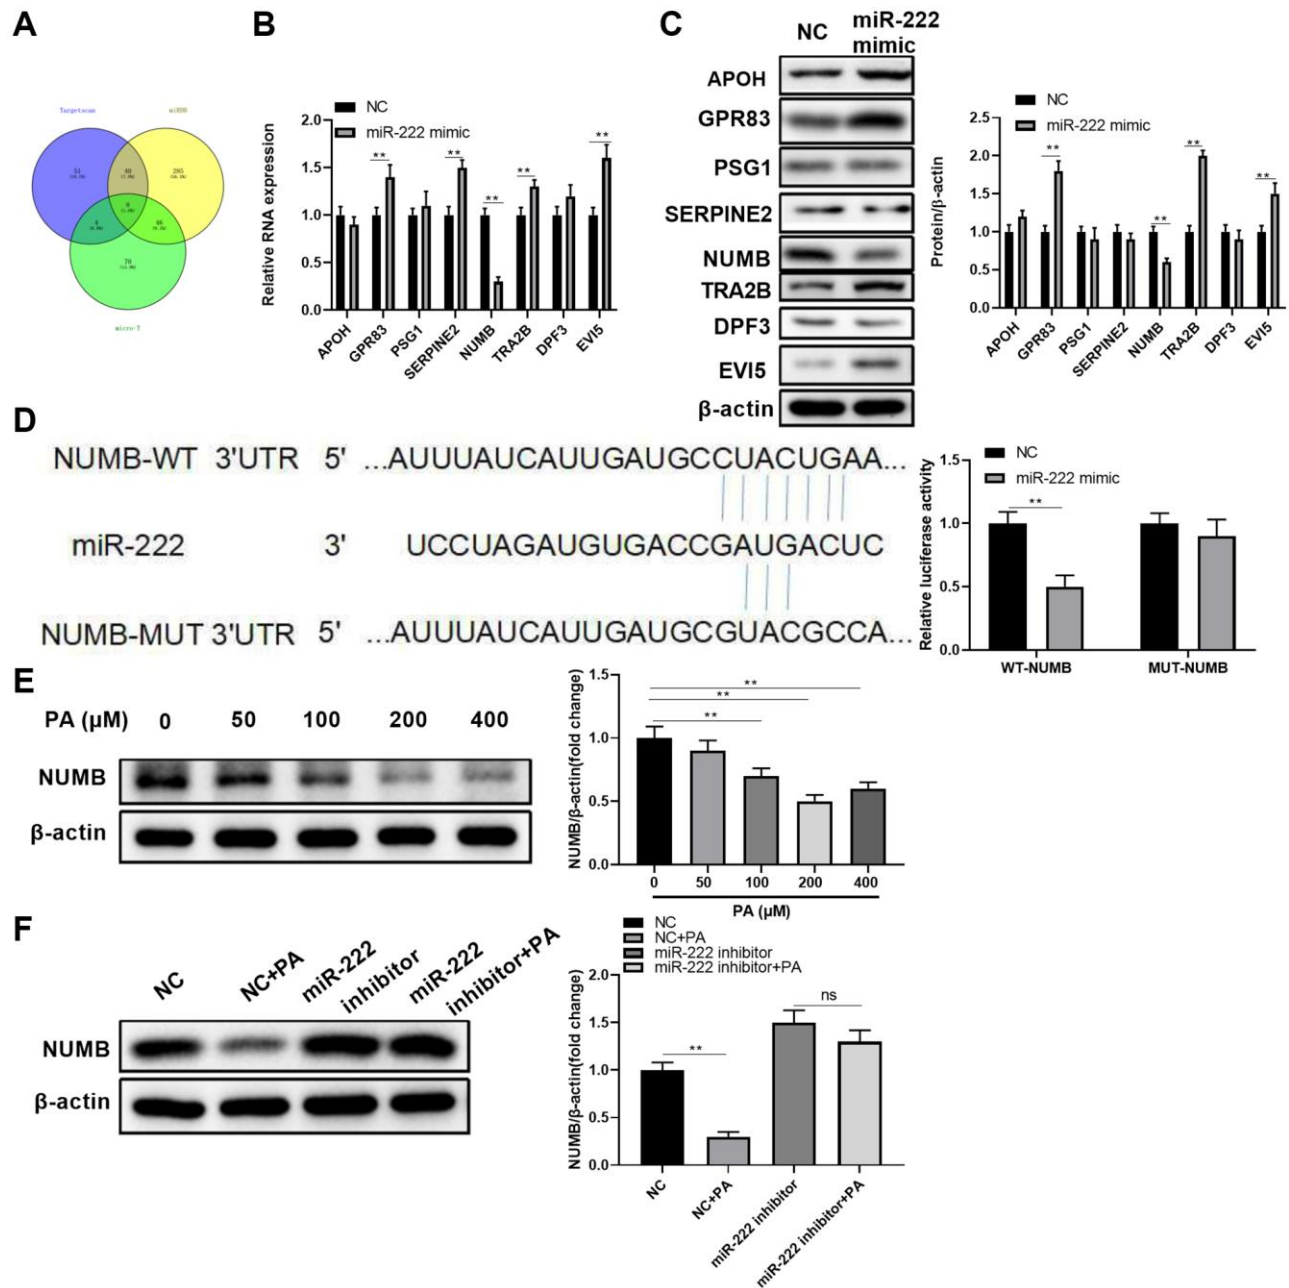 A
Targetscan
miRDB
51
40
285
8
4
46
70
micro-T
B
NC
miR-222 mimic
Relative RNA expression
2.0
1.5
1.0
0.5
0.0
**
**
**
**
**
APOH
GPR83
PSG1
SERPINE2
NUMB
TRA2B
DPF3
EVI5
C
NC
miR-222
mimic
APOH
GPR83
PSG1
SERPINE2
NUMB
TRA2B
DPF3
EVI5
β-actin
NC
miR-222 mimic
Protein/β-actin
2.5
2.0
1.5
1.0
0.5
0.0
**
**
**
**
APOH
GPR83
PSG1
SERPINE2
NUMB
TRA2B
DPF3
EVI5
D
NUMB-WT 3'UTR 5' ...AUUUAUCAUUGAUGCCUACUGAA...
miR-222 3' UCCUAGAUGUGACCGAUGACUC
NUMB-MUT 3'UTR 5' ...AUUUAUCAUUGAUGCGUACGCCA...
NC
miR-222 mimic
Relative luciferase activity
1.5
1.0
0.5
0.0
**
WT-NUMB
MUT-NUMB
E
PA (μM) 0 50 100 200 400
NUMB
β-actin
NUMB/β-actin(fold change)
1.5
1.0
0.5
0.0
**
**
**
0 50 100 200 400
PA (μM)
F
NC
NC+PA
miR-222
inhibitor
miR-222
inhibitor+PA
NUMB
β-actin
NC
NC+PA
miR-222 inhibitor
miR-222 inhibitor+PA
NUMB/β-actin(fold change)
2.0
1.5
1.0
0.5
0.0
**
ns
NC
NC+PA
miR-222 inhibitor
miR-222 inhibitor+PA